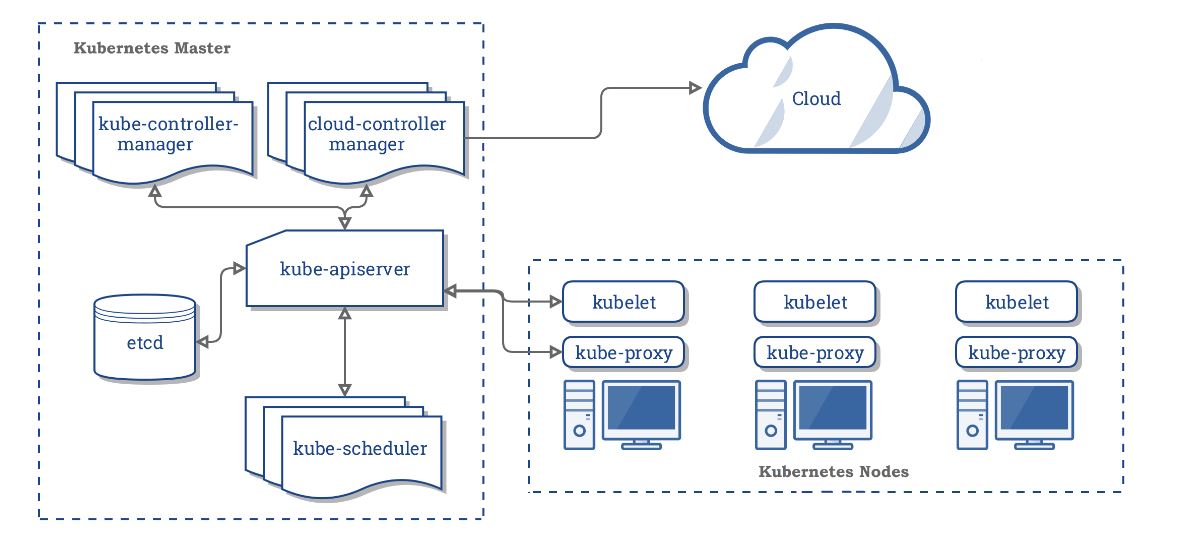 Kubernetes Master
kube-controller-
manager
cloud-controller
manager
Cloud
kube-apiserver
etcd
kube-scheduler
kubelet
kubelet
kubelet
kube-proxy
kube-proxy
kube-proxy
Kubernetes Nodes